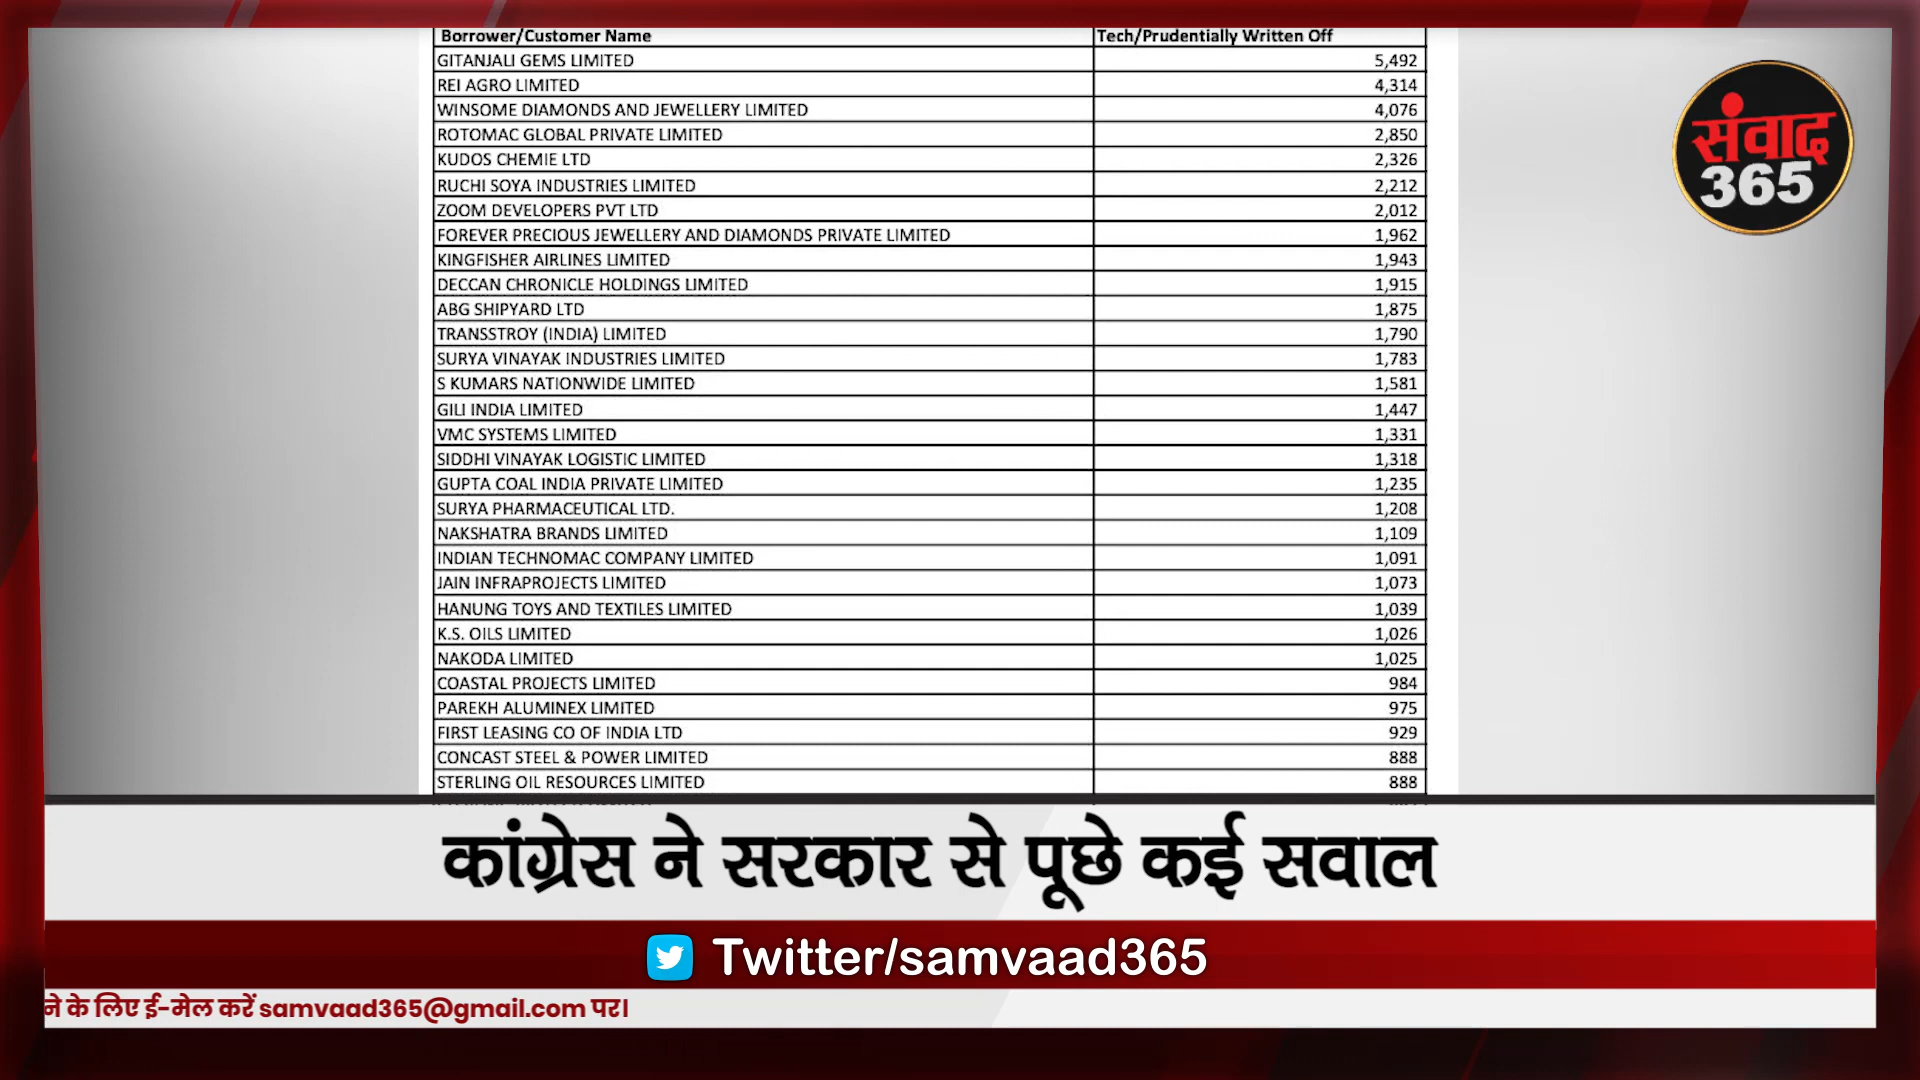 Borrower/Customer Name Tech/Prudentially Written Off
GITANJALI GEMS LIMITED 5,492
REI AGRO LIMITED 4,314
WINSOME DIAMONDS AND JEWELLERY LIMITED 4,076
ROTOMAC GLOBAL PRIVATE LIMITED 2,850
KUDOS CHEMIE LTD 2,326
RUCHI SOYA INDUSTRIES LIMITED 2,212
ZOOM DEVELOPERS PVT LTD 2,012
FOREVER PRECIOUS JEWELLERY AND DIAMONDS PRIVATE LIMITED 1,962
KINGFISHER AIRLINES LIMITED 1,943
DECCAN CHRONICLE HOLDINGS LIMITED 1,915
ABG SHIPYARD LTD 1,875
TRANSSTROY (INDIA) LIMITED 1,790
SURYA VINAYAK INDUSTRIES LIMITED 1,783
S KUMARS NATIONWIDE LIMITED 1,581
GILI INDIA LIMITED 1,447
VMC SYSTEMS LIMITED 1,331
SIDDHI VINAYAK LOGISTIC LIMITED 1,318
GUPTA COAL INDIA PRIVATE LIMITED 1,235
SURYA PHARMACEUTICAL LTD. 1,208
NAKSHATRA BRANDS LIMITED 1,109
INDIAN TECHNOMAC COMPANY LIMITED 1,091
JAIN INFRAPROJECTS LIMITED 1,073
HANUNG TOYS AND TEXTILES LIMITED 1,039
K.S. OILS LIMITED 1,026
NAKODA LIMITED 1,025
COASTAL PROJECTS LIMITED 984
PAREKH ALUMINEX LIMITED 975
FIRST LEASING CO OF INDIA LTD 929
CONCAST STEEL & POWER LIMITED 888
STERLING OIL RESOURCES LIMITED 888
संवाद
365
कांग्रेस ने सरकार से पूछे कई सवाल
Twitter/samvaad365
ने के लिए ई-मेल करें samvaad365@gmail.com पर।